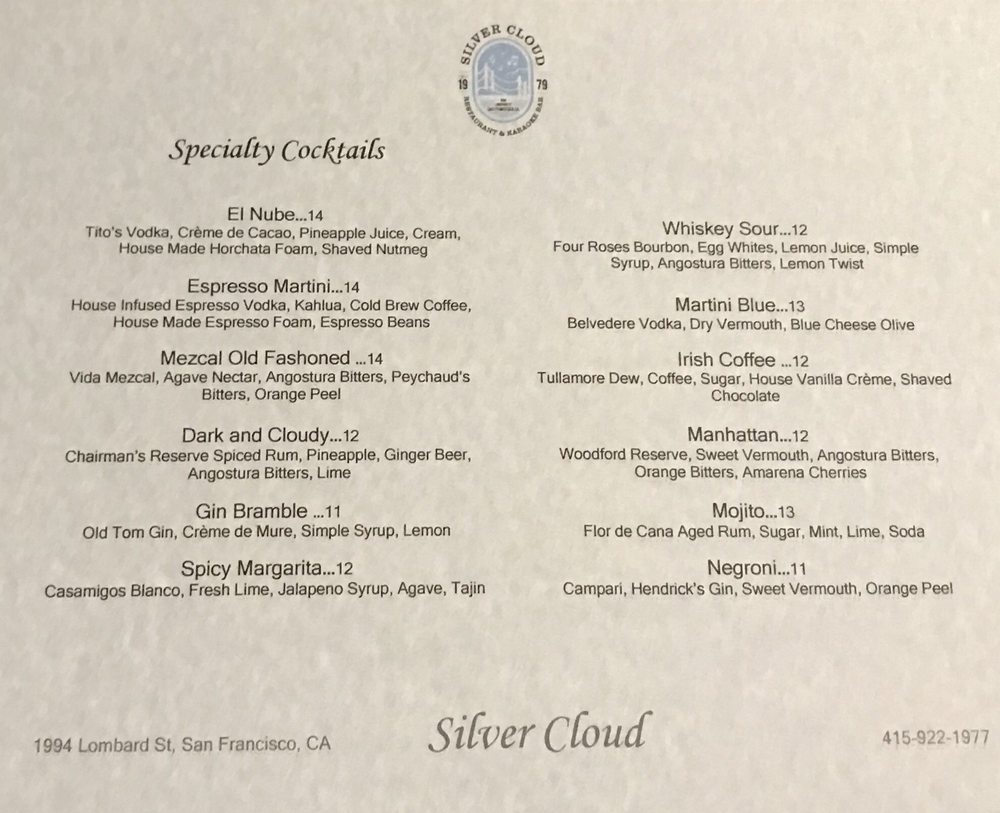 SILVER CLOUD
19 79
RESTAURANT & KARAOKE BAR
Specialty Cocktails
El Nube...14
Tito's Vodka, Crème de Cacao, Pineapple Juice, Cream,
House Made Horchata Foam, Shaved Nutmeg
Espresso Martini...14
House Infused Espresso Vodka, Kahlua, Cold Brew Coffee,
House Made Espresso Foam, Espresso Beans
Mezcal Old Fashoned ...14
Vida Mezcal, Agave Nectar, Angostura Bitters, Peychaud's
Bitters, Orange Peel
Dark and Cloudy...12
Chairman's Reserve Spiced Rum, Pineapple, Ginger Beer,
Angostura Bitters, Lime
Gin Bramble ...11
Old Tom Gin, Crème de Mure, Simple Syrup, Lemon
Spicy Margarita...12
Casamigos Blanco, Fresh Lime, Jalapeno Syrup, Agave, Tajin
Whiskey Sour...12
Four Roses Bourbon, Egg Whites, Lemon Juice, Simple
Syrup, Angostura Bitters, Lemon Twist
Martini Blue...13
Belvedere Vodka, Dry Vermouth, Blue Cheese Olive
Irish Coffee ...12
Tullamore Dew, Coffee, Sugar, House Vanilla Crème, Shaved
Chocolate
Manhattan...12
Woodford Reserve, Sweet Vermouth, Angostura Bitters,
Orange Bitters, Amarena Cherries
Mojito...13
Flor de Cana Aged Rum, Sugar, Mint, Lime, Soda
Negroni...11
Campari, Hendrick's Gin, Sweet Vermouth, Orange Peel
1994 Lombard St, San Francisco, CA
Silver Cloud
415-922-1977